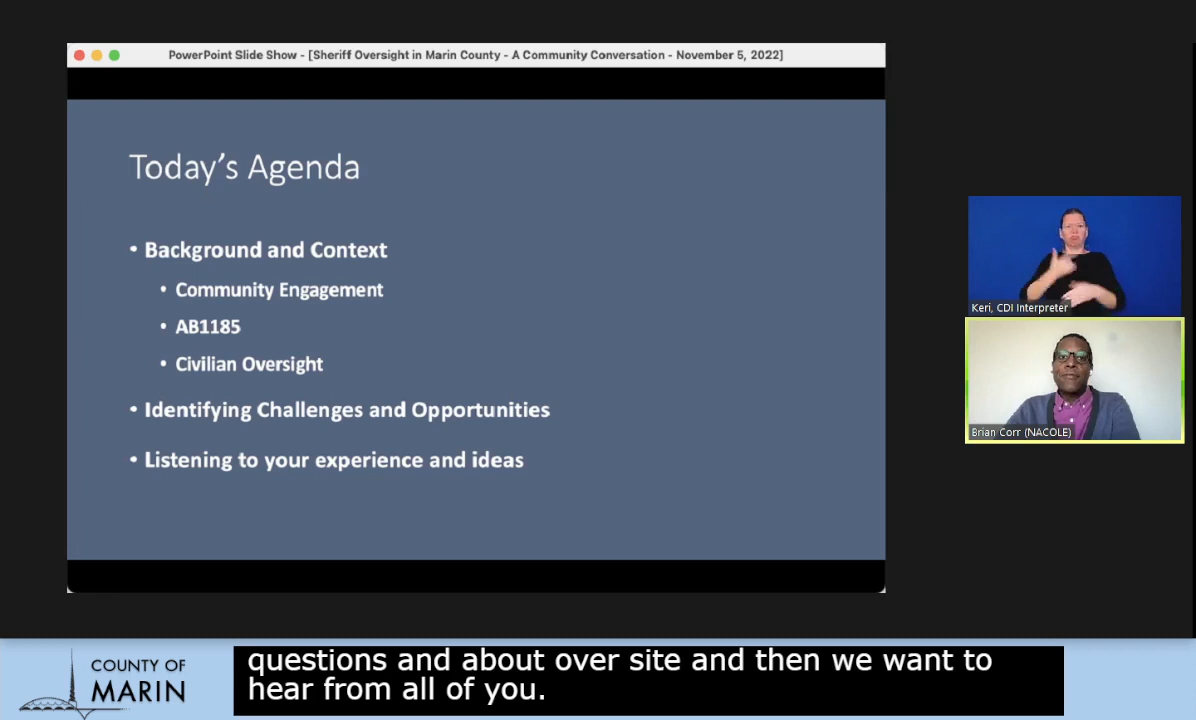 PowerPoint Slide Show - [Sheriff Oversight in Marin County - A Community Conversation - November 5, 2022]
Today's Agenda
• Background and Context
• Community Engagement
• AB1185
• Civilian Oversight
• Identifying Challenges and Opportunities
• Listening to your experience and ideas
Keri, CDI Interpreter
Brian Corr (NACOLE)
COUNTY OF
MARIN
questions and about over site and then we want to
hear from all of you.